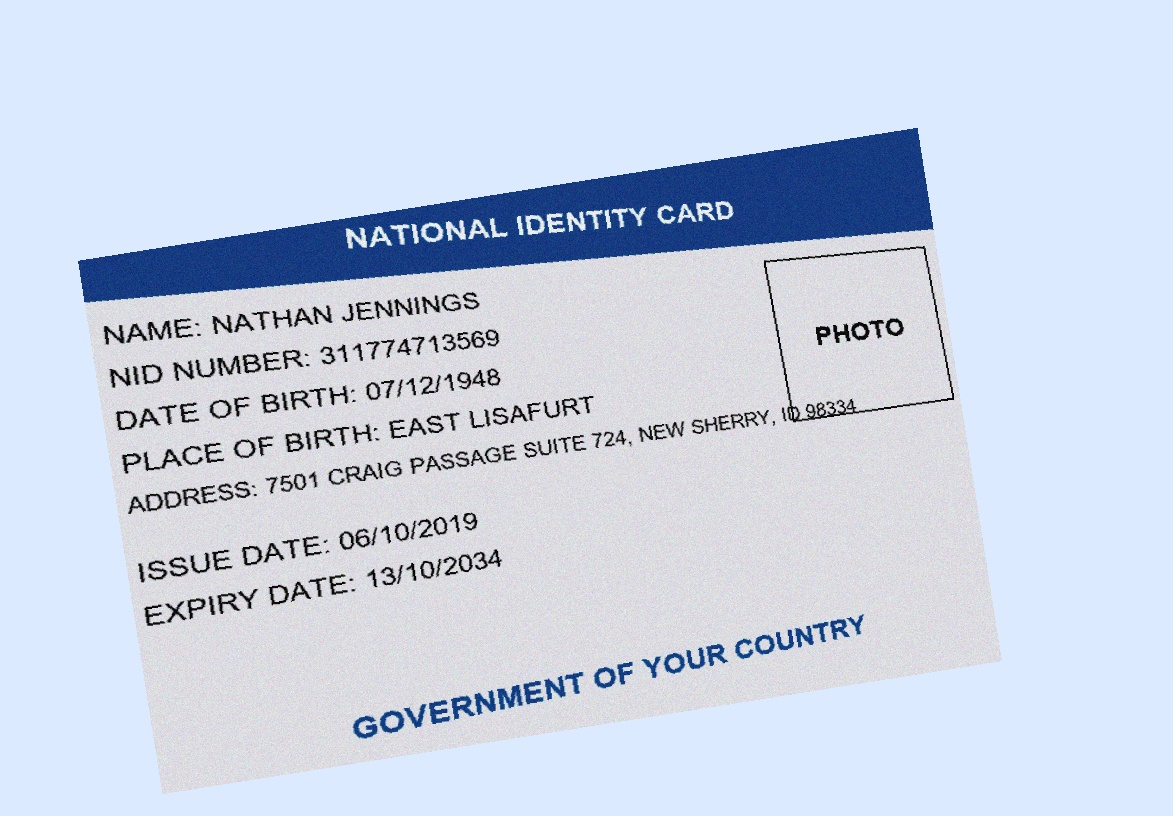 NATIONAL IDENTITY CARD
NAME: NATHAN JENNINGS
NID NUMBER: 311774713569
DATE OF BIRTH: 07/12/1948
PLACE OF BIRTH: EAST LISAFURT
ADDRESS: 7501 CRAIG PASSAGE SUITE 724, NEW SHERRY, ID 98334
PHOTO
ISSUE DATE: 06/10/2019
EXPIRY DATE: 13/10/2034
GOVERNMENT OF YOUR COUNTRY